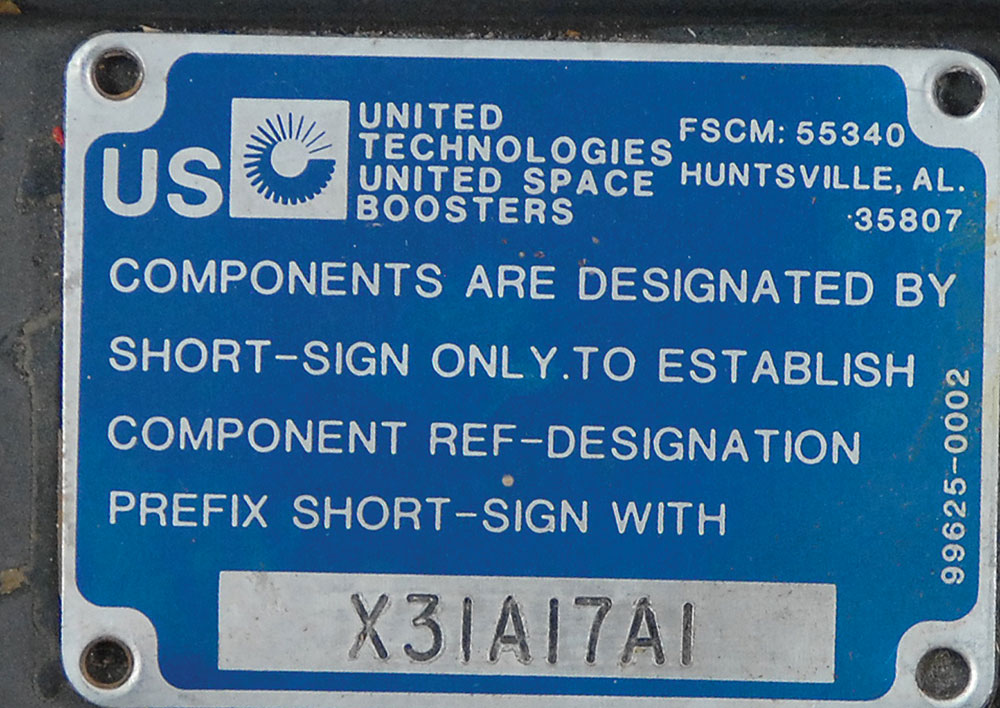 US
UNITED
TECHNOLOGIES
UNITED SPACE
BOOSTERS
FSCM: 55340
HUNTSVILLE, AL.
35807
COMPONENTS ARE DESIGNATED BY
SHORT-SIGN ONLY.TO ESTABLISH
COMPONENT REF-DESIGNATION
PREFIX SHORT-SIGN WITH
X31A17A1
99625-0002